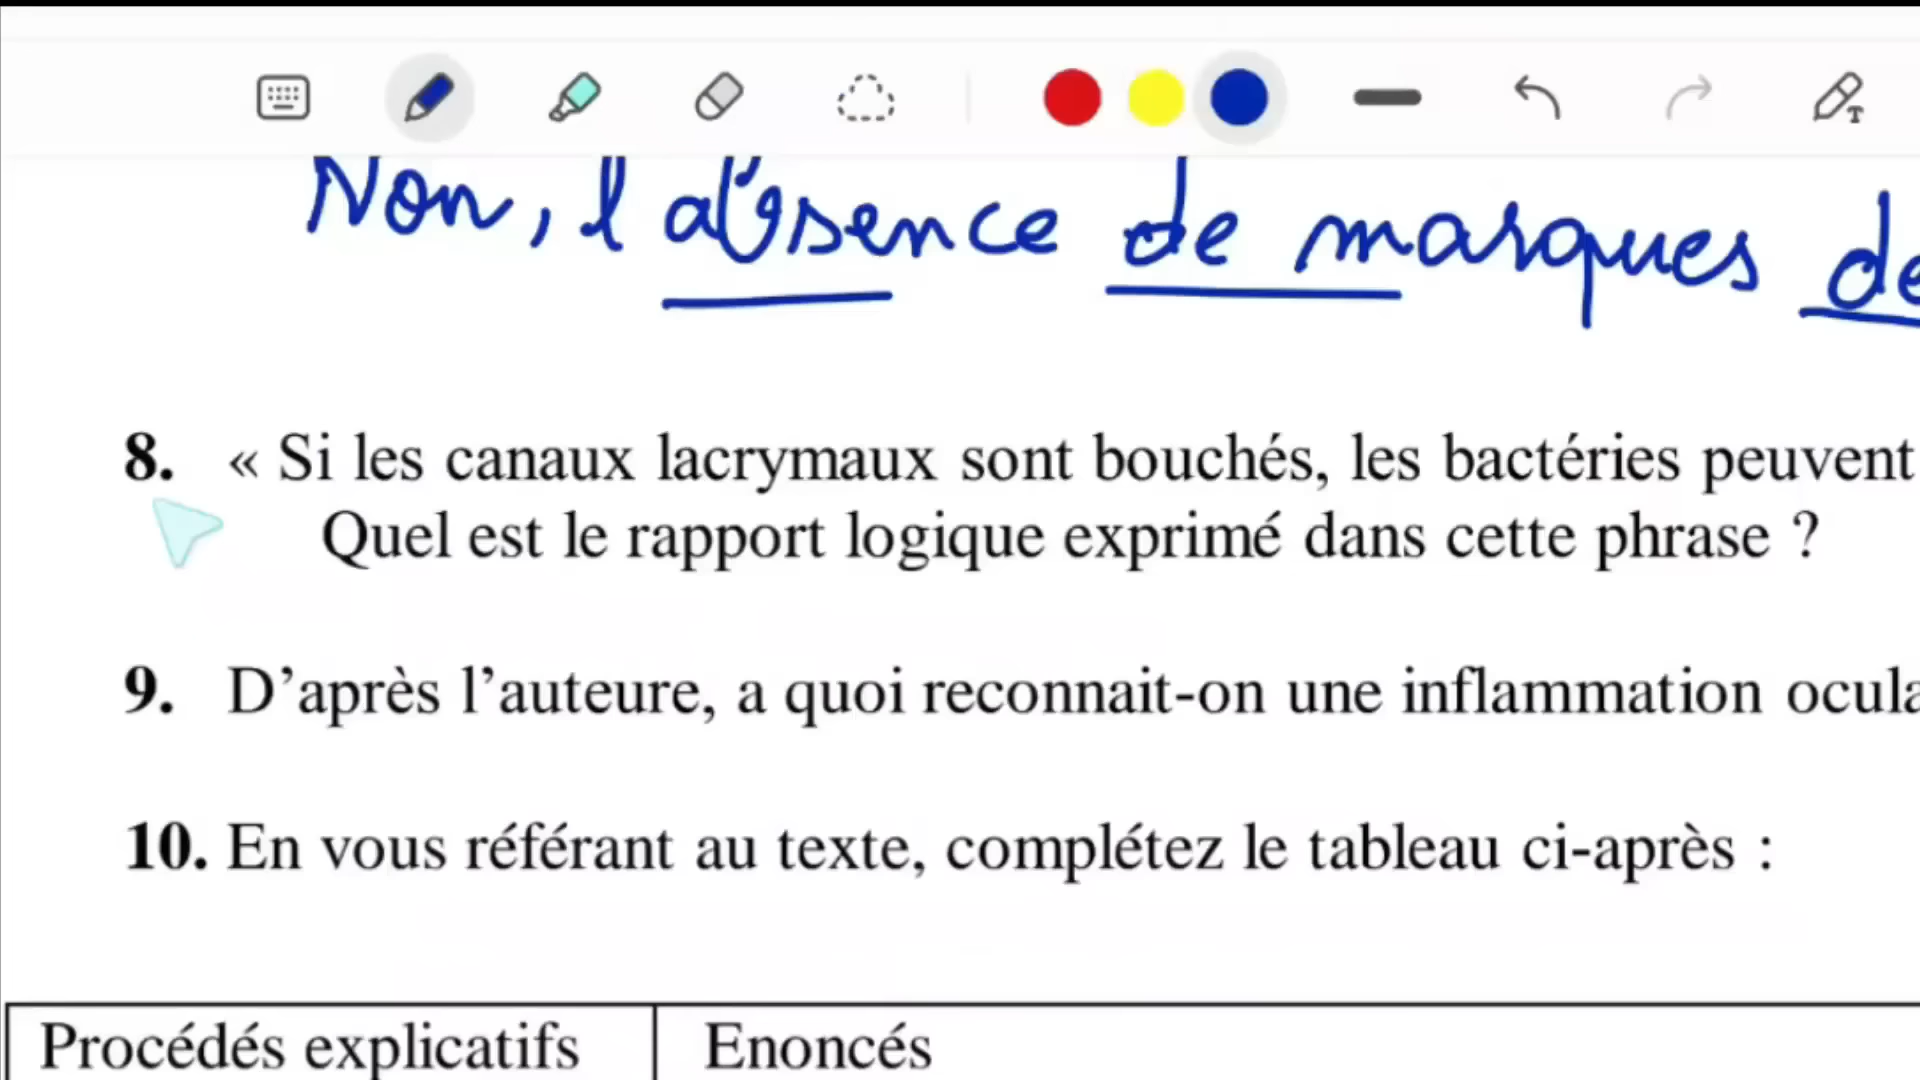 Non, l'absence de marques de
8. « Si les canaux lacrymaux sont bouchés, les bactéries peuvent
Quel est le rapport logique exprimé dans cette phrase ?
9. D’après l’auteure, a quoi reconnait-on une inflammation ocula
10. En vous référant au texte, complétez le tableau ci-après :
Procédés explicatifs
Enoncés